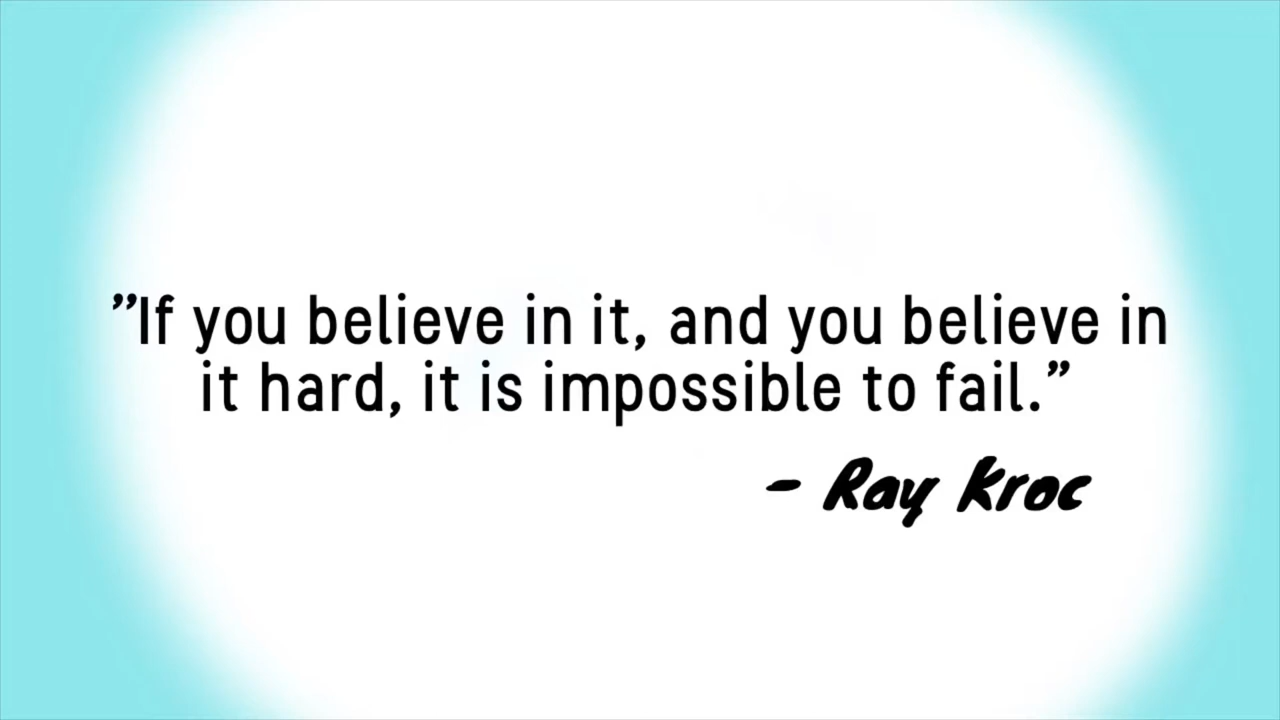 ”If you believe in it, and you believe in
it hard, it is impossible to fail.”
- Ray Kroc